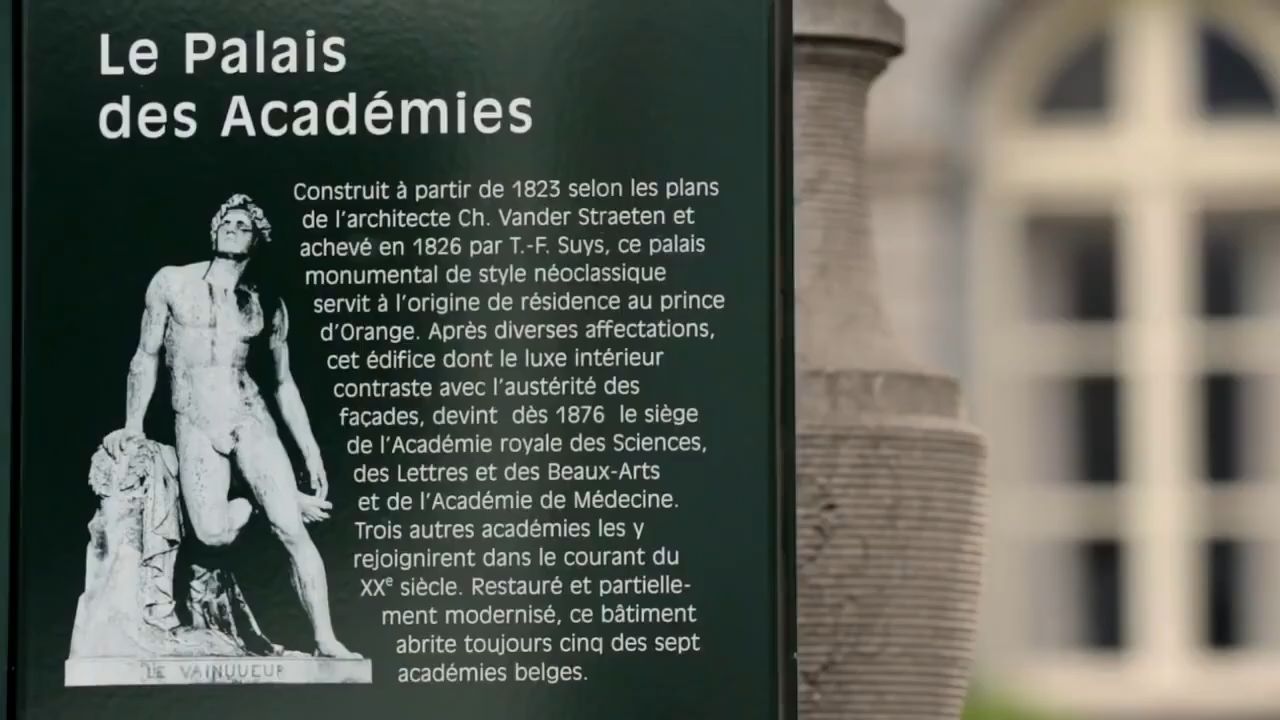 Le Palais
des Académies
Construit à partir de 1823 selon les plans
de l'architecte Ch. Vander Straeten et
achevé en 1826 par T.-F. Suys, ce palais
monumental de style néoclassique
servit à l'origine de résidence au prince
d'Orange. Après diverses affectations,
cet édifice dont le luxe intérieur
contraste avec l'austérité des
façades, devint dès 1876 le siège
de l'Académie royale des Sciences,
des Lettres et des Beaux-Arts
et de l'Académie de Médecine.
Trois autres académies les y
rejoignirent dans le courant du
XXe siècle. Restauré et partielle-
ment modernisé, ce bâtiment
abrite toujours cinq des sept
académies belges.
LE VAINQUEUR